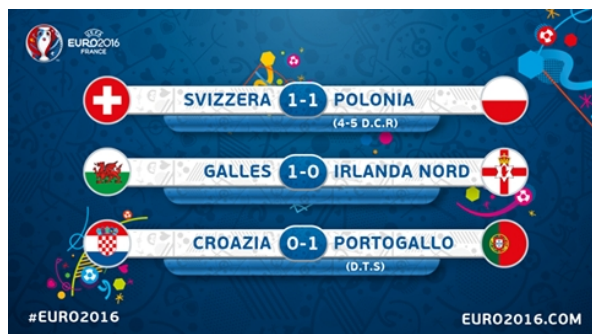 UEFA
EURO2016
FRANCE
SVIZZERA 1-1 POLONIA
(4-5 D.C.R)
GALLES 1-0 IRLANDA NORD
CROAZIA 0-1 PORTOGALLO
(D.T.S)
#EURO2016
EURO2016.COM